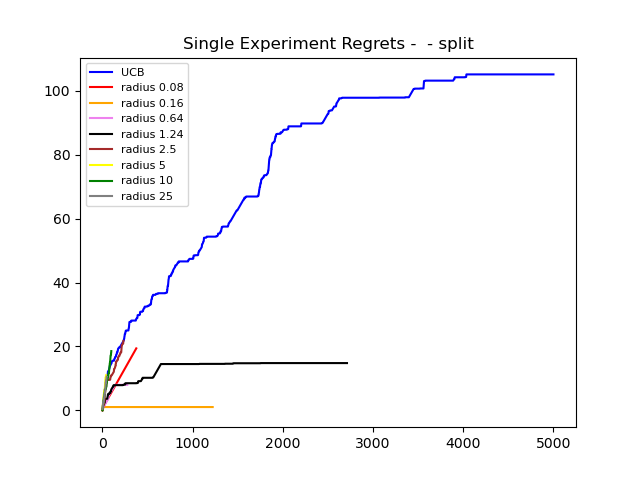 Single Experiment Regrets -  - split
UCB
radius 0.08
radius 0.16
radius 0.64
radius 1.24
radius 2.5
radius 5
radius 10
radius 25
100
80
60
40
20
0
0 1000 2000 3000 4000 5000